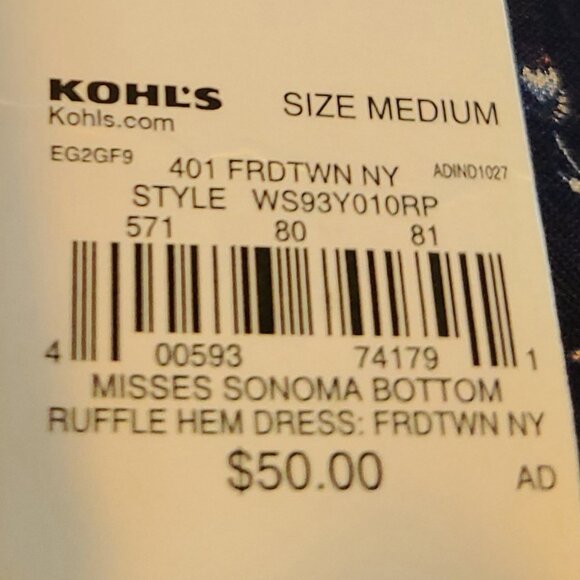 KOHL'S
Kohls.com
SIZE MEDIUM
EG2GF9
401 FRDTWN NY
ADIND1027
STYLE WS93Y010RP
571 80 81
4 00593 74179 1
MISSES SONOMA BOTTOM
RUFFLE HEM DRESS: FRDTWN NY
$50.00
AD